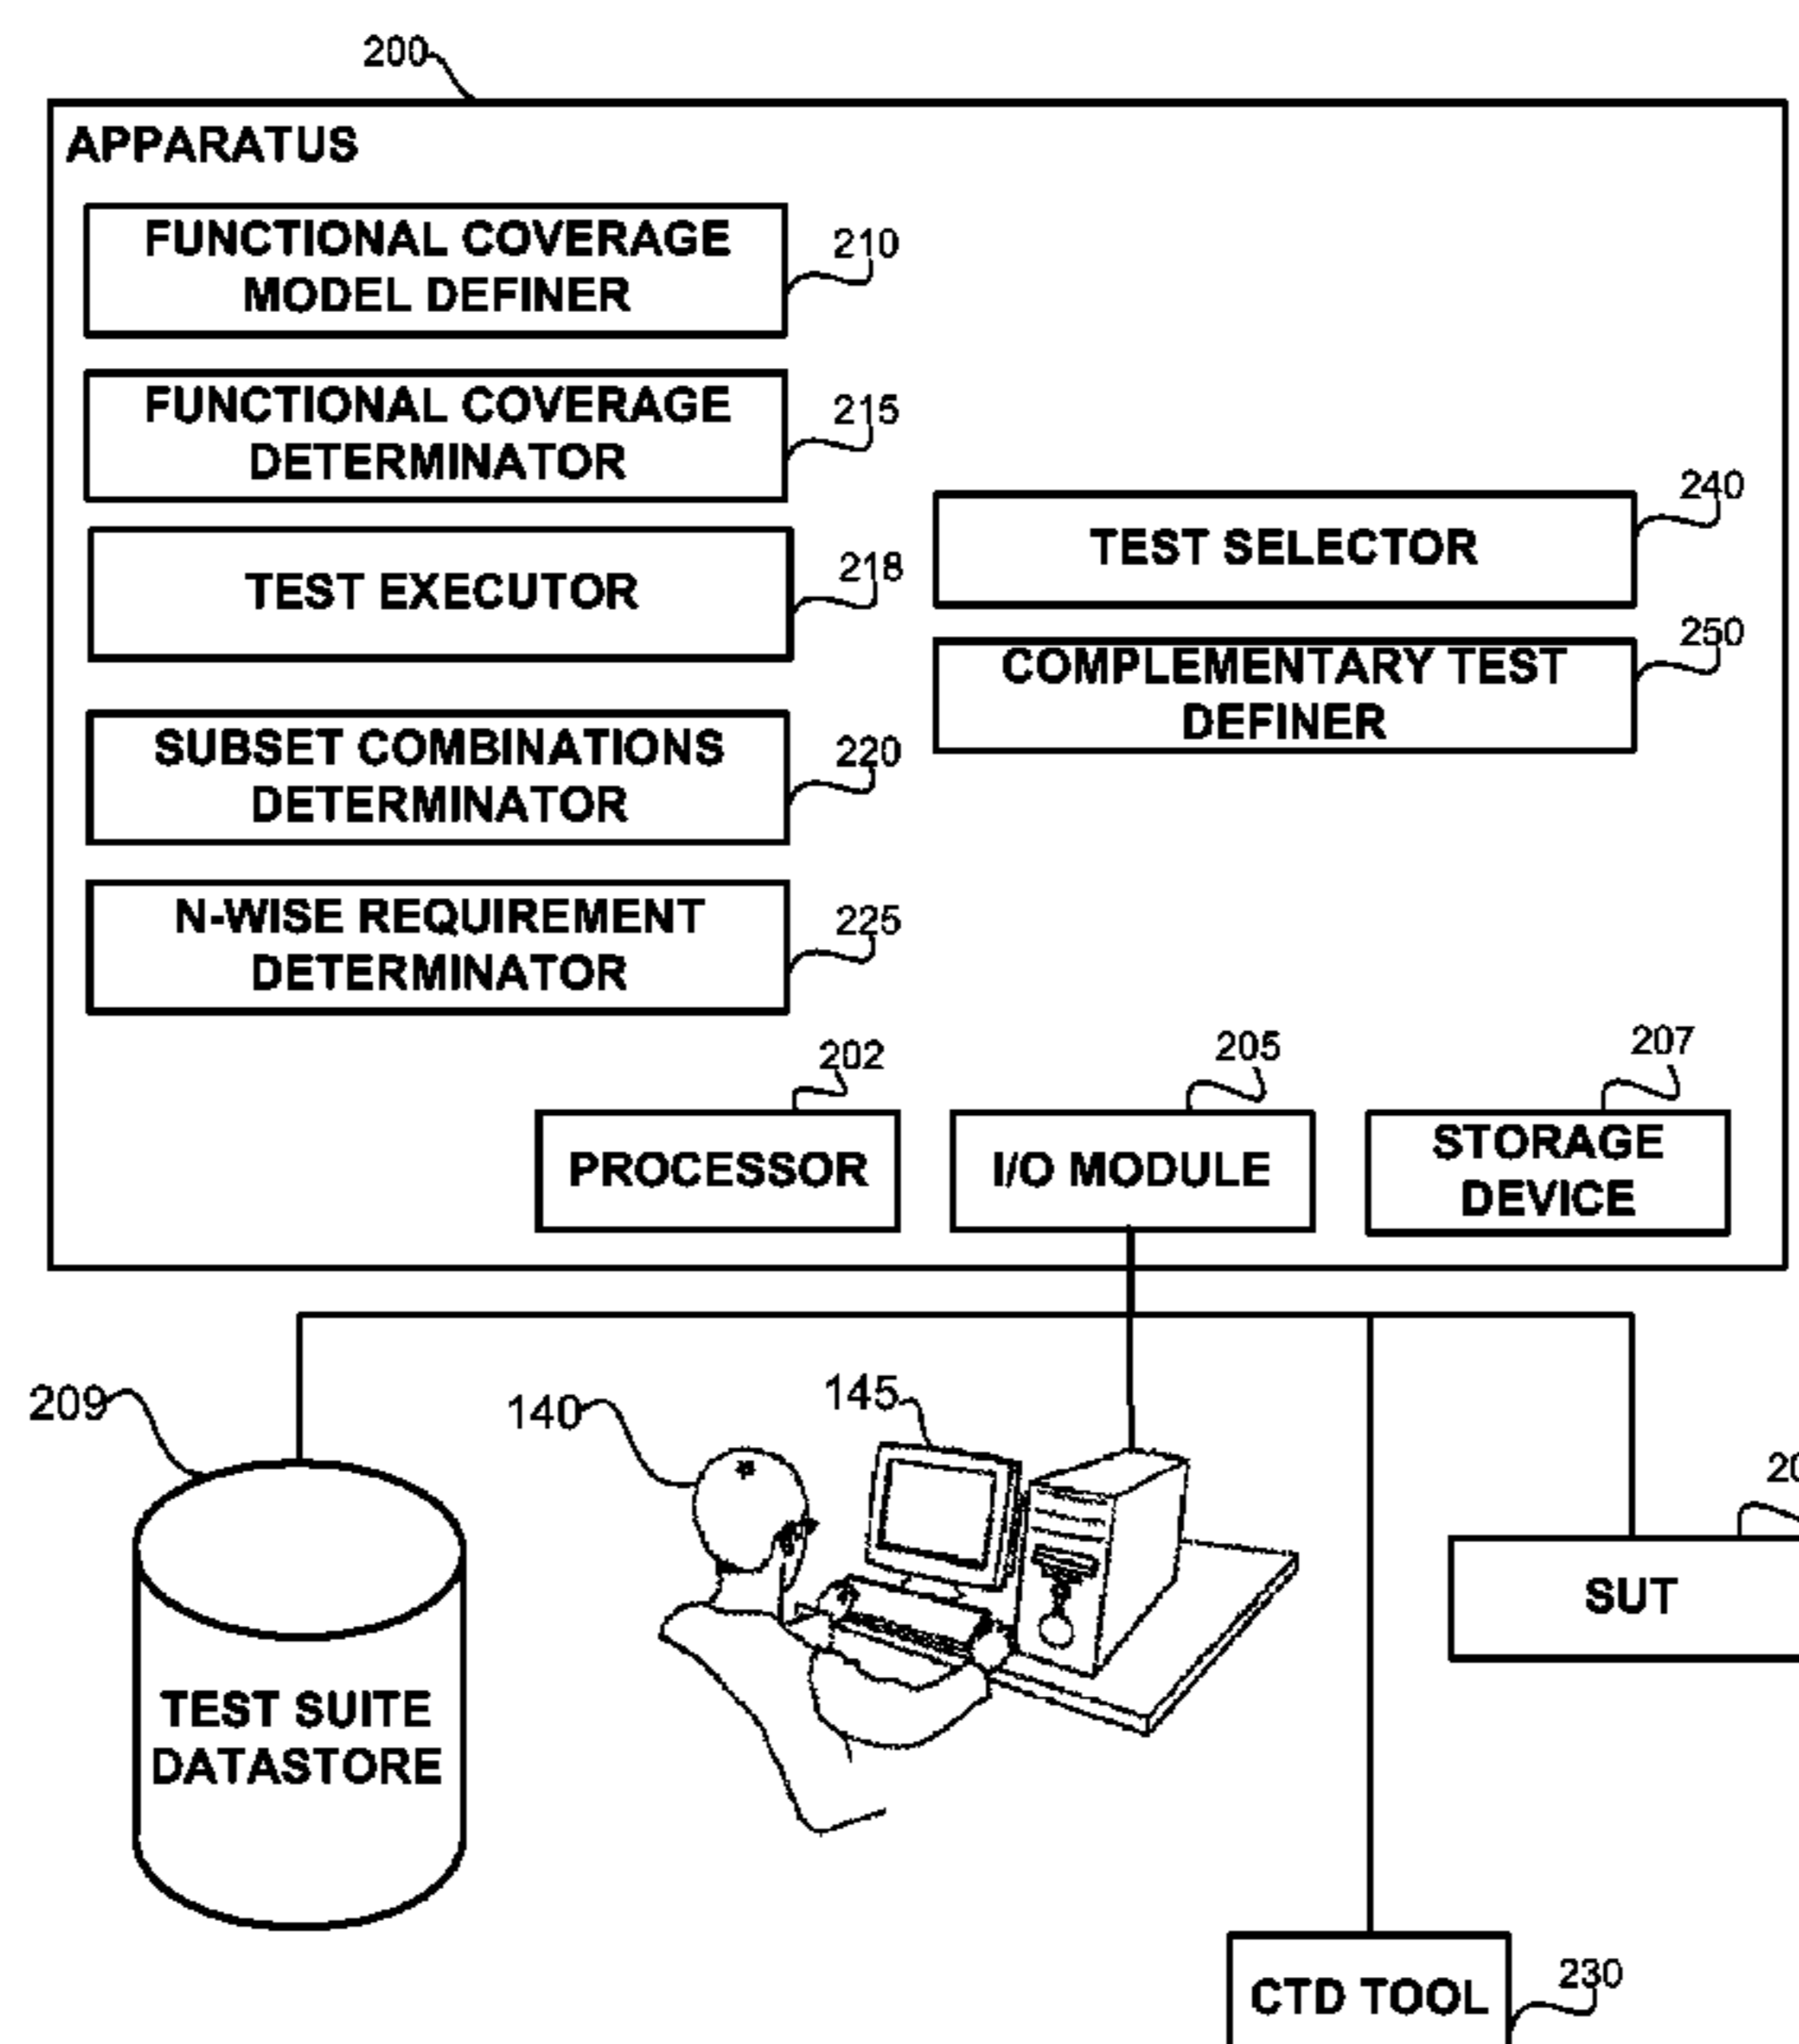 200
APPARATUS
FUNCTIONAL COVERAGE
MODEL DEFINER
210
FUNCTIONAL COVERAGE
DETERMINATOR
215
TEST EXECUTOR
218
TEST SELECTOR
240
COMPLEMENTARY TEST
DEFINER
250
SUBSET COMBINATIONS
DETERMINATOR
220
N-WISE REQUIREMENT
DETERMINATOR
225
202
PROCESSOR
205
I/O MODULE
207
STORAGE
DEVICE
209
TEST SUITE
DATASTORE
140
145
SUT
CTD TOOL
230